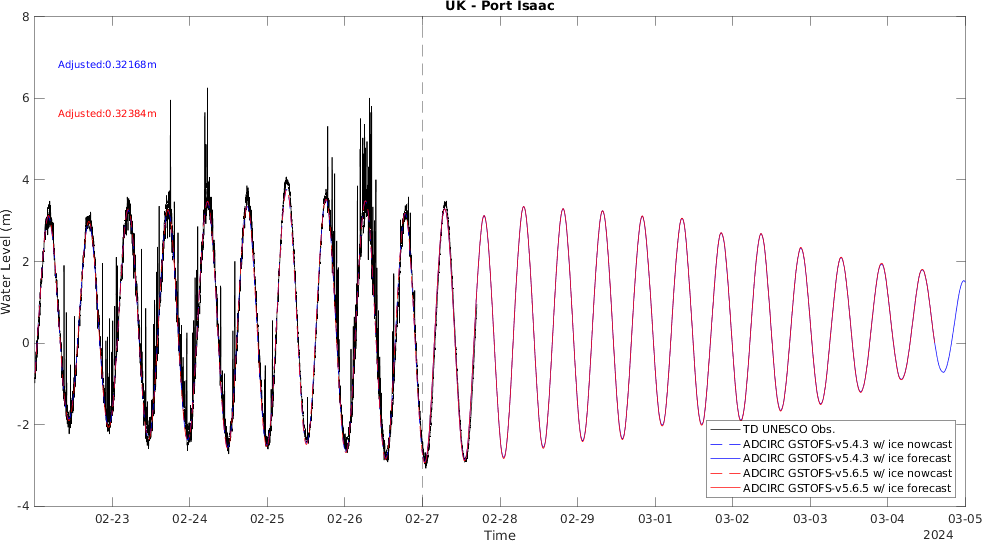 UK - Port Isaac
8
6
4
2
0
-2
-4
Water Level (m)
Adjusted:0.32168m
Adjusted:0.32384m
TD UNESCO Obs.
ADCIRC GSTOFS-v5.4.3 w/ ice nowcast
ADCIRC GSTOFS-v5.4.3 w/ ice forecast
ADCIRC GSTOFS-v5.6.5 w/ ice nowcast
ADCIRC GSTOFS-v5.6.5 w/ ice forecast
02-23 02-24 02-25 02-26 02-27 02-28 02-29 03-01 03-02 03-03 03-04 03-05
Time
2024